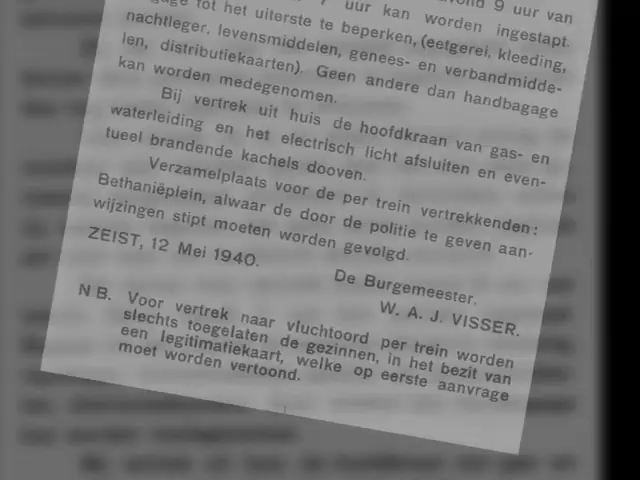 9 uur van
uur kan worden ingestapt.
tot het uiterste te beperken, (eetgerei, kleeding,
nachtleger, levensmiddelen, genees- en verbandmidde-
len, distributiekaarten). Geen andere dan handbagage
kan worden medegenomen.
Bij vertrek uit huis de hoofdkraan van gas- en
waterleiding en het electrisch licht afsluiten en even-
tueel brandende kachels dooven.
Verzamelplaats voor de per trein vertrekkenden:
Bethaniëplein, alwaar de door de politie te geven aan-
wijzingen stipt moeten worden gevolgd.
ZEIST, 12 Mei 1940.
De Burgemeester.
W. A. J. VISSER.
N B. Voor vertrek naar vluchtoord per trein worden
slechts toegelaten de gezinnen, in het bezit van
een legitimatiekaart, welke op eerste aanvrage
moet worden vertoond.